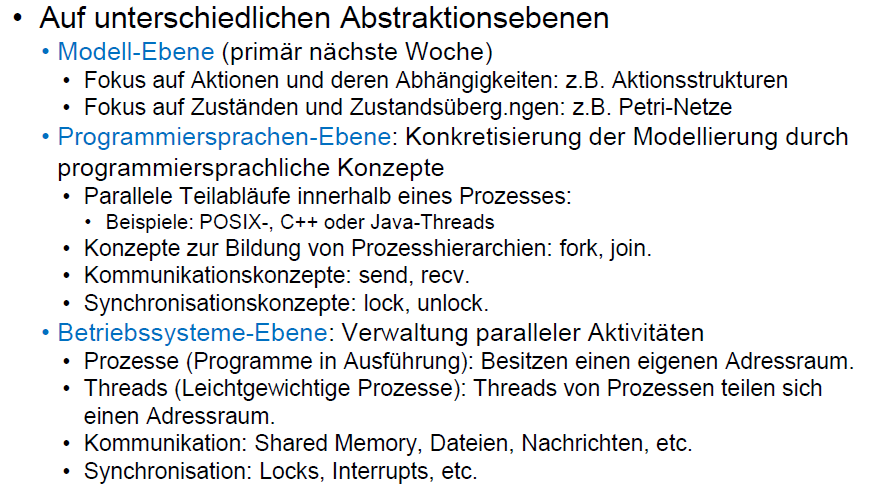 • Auf unterschiedlichen Abstraktionsebenen
• Modell-Ebene (primär nächste Woche)
• Fokus auf Aktionen und deren Abhängigkeiten: z.B. Aktionsstrukturen
• Fokus auf Zuständen und Zustandsüberg.ngen: z.B. Petri-Netze
• Programmiersprachen-Ebene: Konkretisierung der Modellierung durch
programmiersprachliche Konzepte
• Parallele Teilabläufe innerhalb eines Prozesses:
• Beispiele: POSIX-, C++ oder Java-Threads
• Konzepte zur Bildung von Prozesshierarchien: fork, join.
• Kommunikationskonzepte: send, recv.
• Synchronisationskonzepte: lock, unlock.
• Betriebssysteme-Ebene: Verwaltung paralleler Aktivitäten
• Prozesse (Programme in Ausführung): Besitzen einen eigenen Adressraum.
• Threads (Leichtgewichtige Prozesse): Threads von Prozessen teilen sich
einen Adressraum.
• Kommunikation: Shared Memory, Dateien, Nachrichten, etc.
• Synchronisation: Locks, Interrupts, etc.